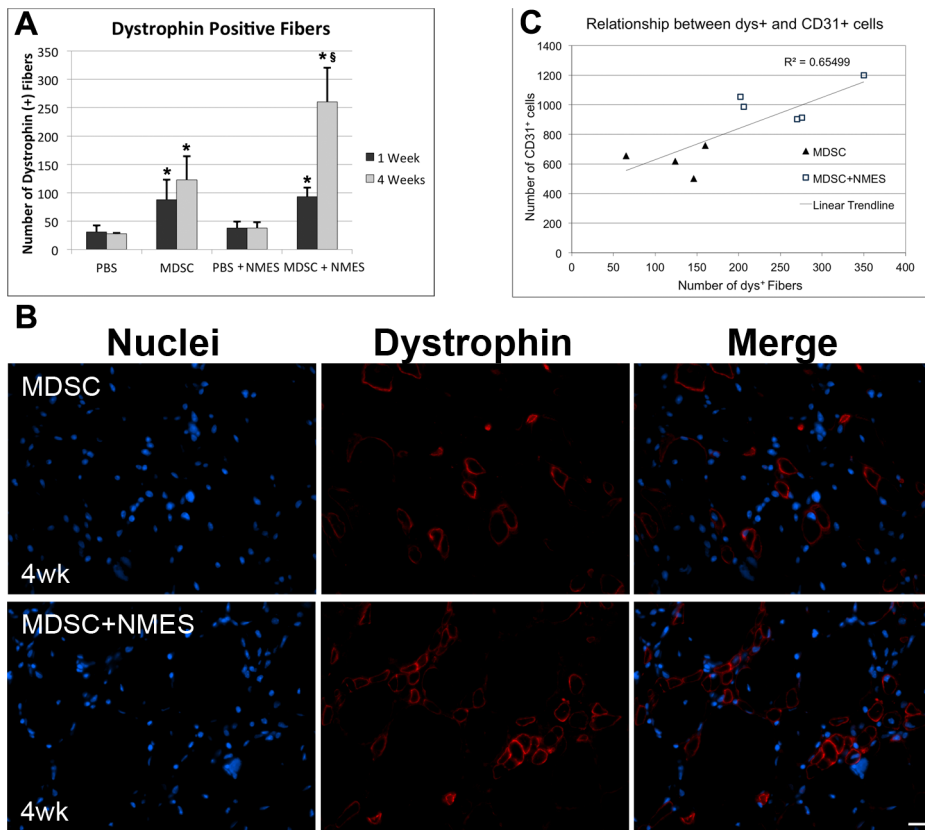 A
Dystrophin Positive Fibers
Number of Dystrophin (+) Fibers
350
300
250
200
150
100
50
0
*
*
*
* §
1 Week
4 Weeks
PBS
MDSC
PBS + NMES
MDSC + NMES
C
Relationship between dys+ and CD31+ cells
Number of CD31⁺ cells
1400
1200
1000
800
600
400
200
0
R² = 0.65499
MDSC
MDSC+NMES
Linear Trendline
0
50
100
150
200
250
300
350
400
Number of dys⁺ Fibers
B
Nuclei
Dystrophin
Merge
MDSC
4wk
MDSC+NMES
4wk